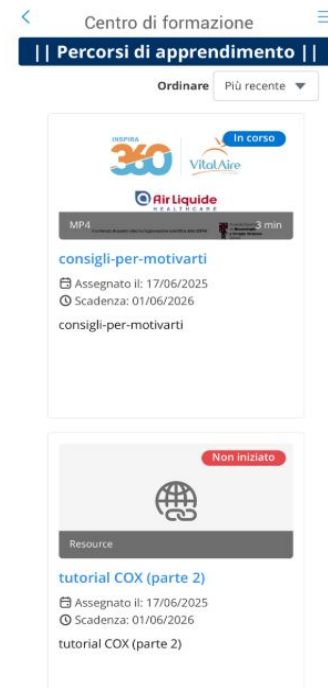 Centro di formazione
|| Percorsi di apprendimento ||
Ordinare Più recente
In corso
INSPIRA
360
VitalAire
Air Liquide
HEALTHCARE
MP4
3 min
consigli-per-motivarti
Assegnato il: 17/06/2025
Scadenza: 01/06/2026
consigli-per-motivarti
Non iniziato
Resource
tutorial COX (parte 2)
Assegnato il: 17/06/2025
Scadenza: 01/06/2026
tutorial COX (parte 2)